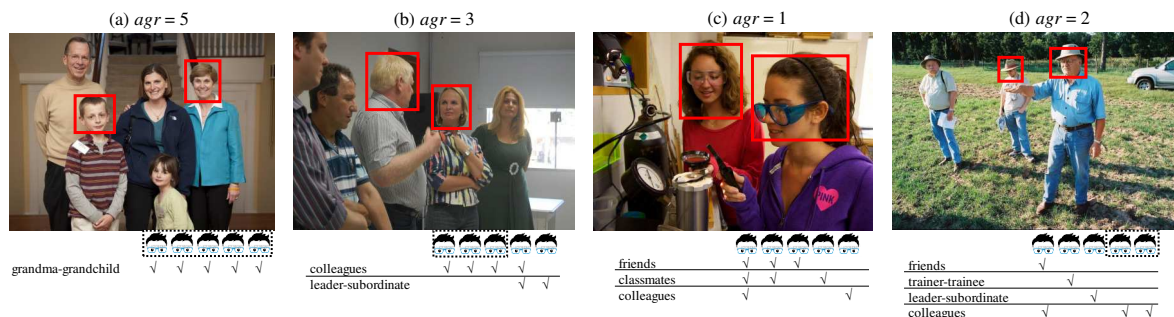 (a) agr = 5
(b) agr = 3
(c) agr = 1
(d) agr = 2
PINK
grandma-grandchild √ √ √ √ √
colleagues √ √ √ √
leader-subordinate √ √
friends √ √ √
classmates √ √ √
colleagues √ √
friends √
trainer-trainee √
leader-subordinate √
colleagues √ √ √